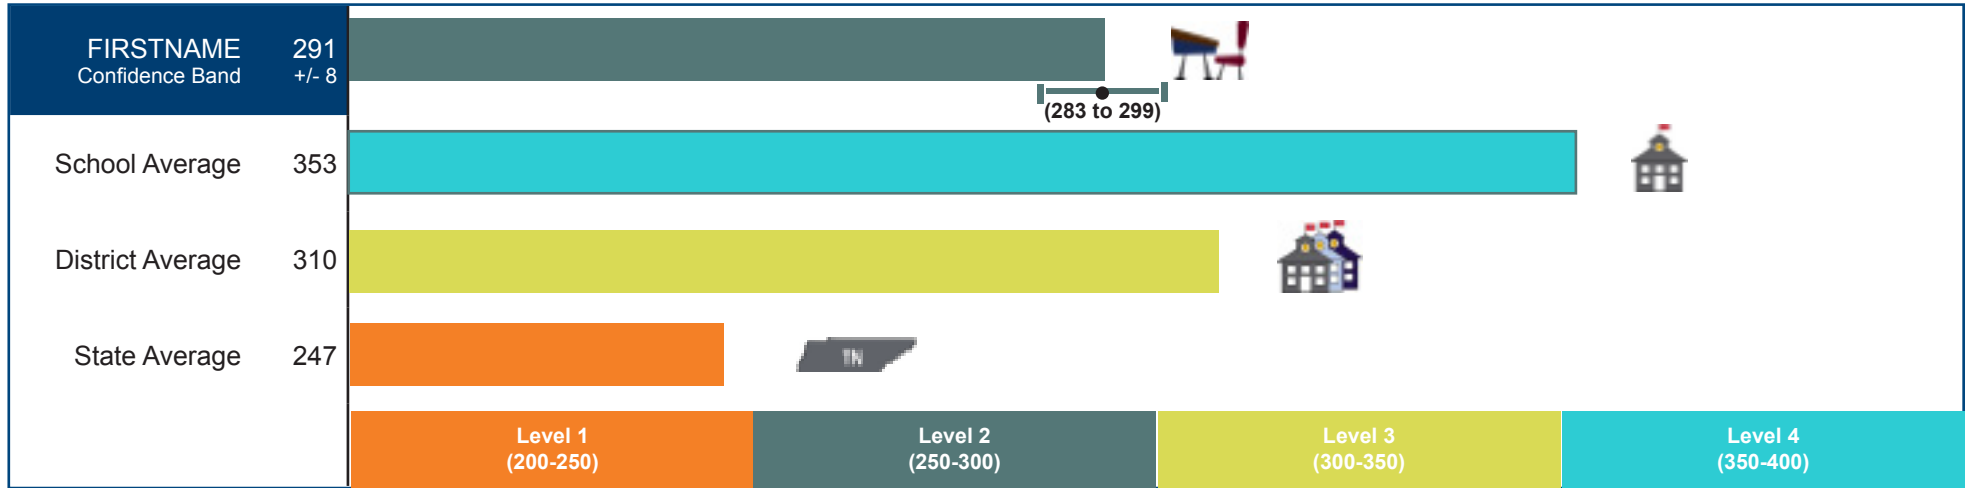 FIRSTNAME 291
Confidence Band +/- 8
(283 to 299)
School Average 353
District Average 310
State Average 247
TN
Level 1
(200-250)
Level 2
(250-300)
Level 3
(300-350)
Level 4
(350-400)